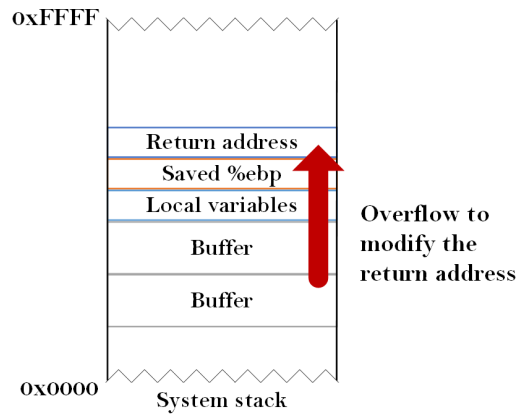 0xFFFF
Return address
Saved %ebp
Local variables
Buffer
Buffer
Overflow to
modify the
return address
0x0000
System stack